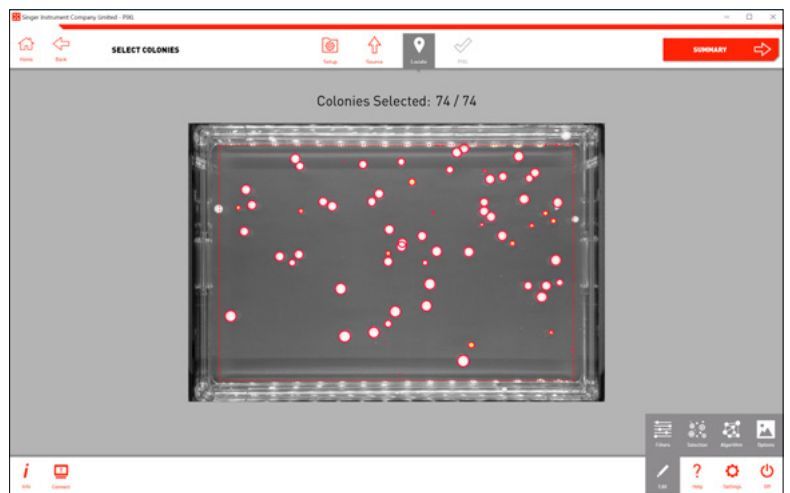 Singer Instrument Company Limited - PIXL
Home
Back
SELECT COLONIES
Setup
Source
Locate
PIXL
SUMMARY
Colonies Selected: 74 / 74
Filters
Selection
Algorithm
Options
Info
Connect
Edit
Help
Settings
Off